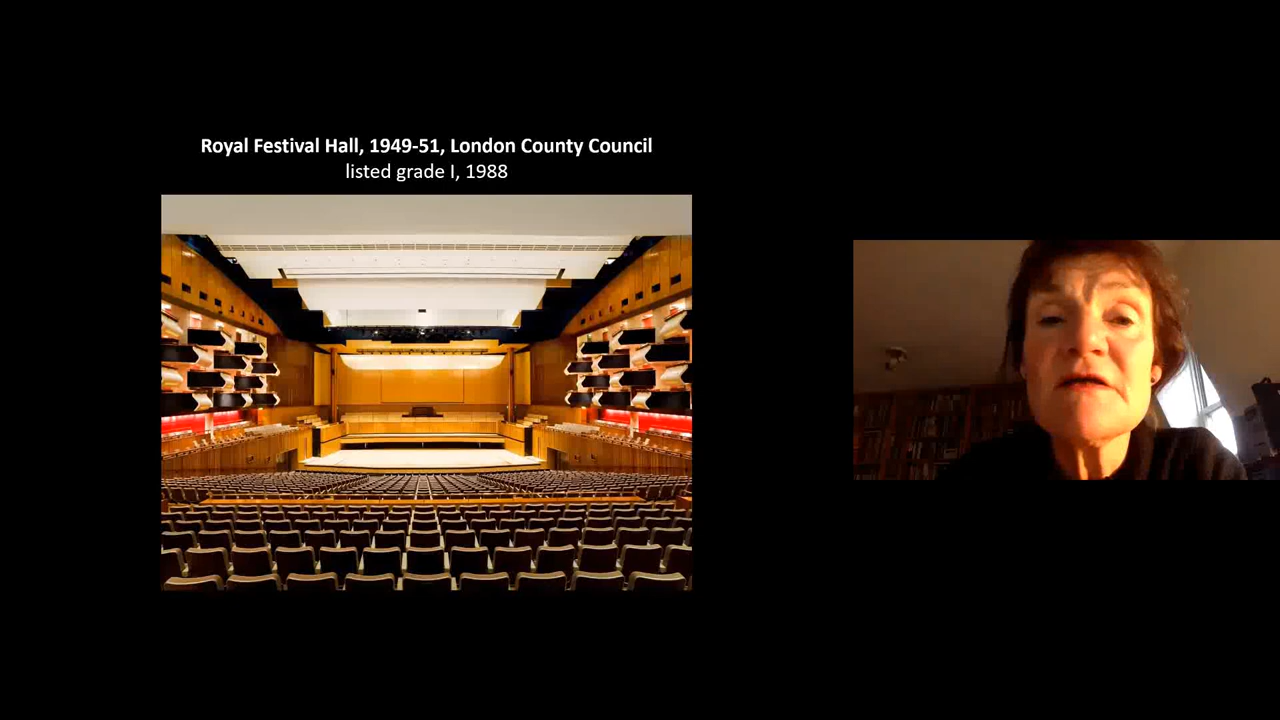 Royal Festival Hall, 1949-51, London County Council
listed grade I, 1988